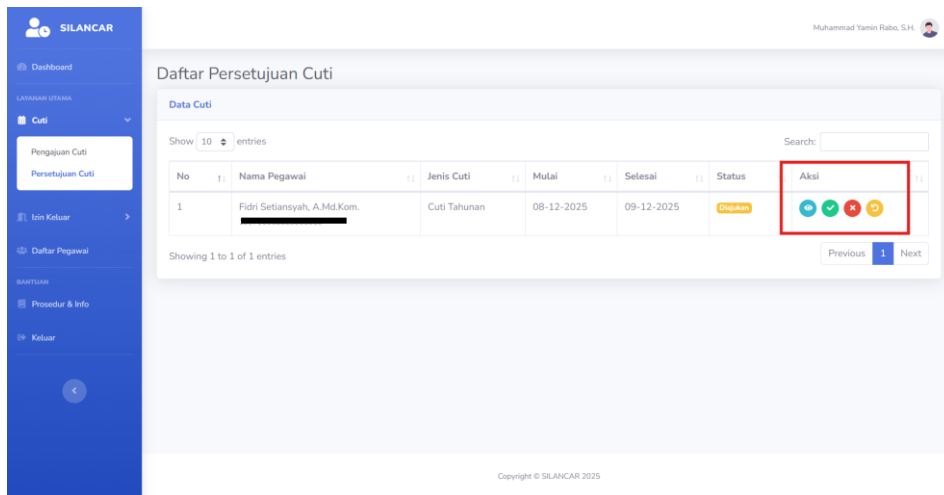 SILANCAR
Muhammad Yamin Rabo, S.H.
Dashboard
LAYANAN UTAMA
Cuti
Pengajuan Cuti
Persetujuan Cuti
Izin Keluar
Daftar Pegawai
BANTUAN
Prosedur & Info
Keluar
Daftar Persetujuan Cuti
Data Cuti
Show 10 entries
Search:
No Nama Pegawai Jenis Cuti Mulai Selesai Status Aksi
1 Fidri Setiansyah, A.Md.Kom. Cuti Tahunan 08-12-2025 09-12-2025 Diajukan
Showing 1 to 1 of 1 entries
Previous 1 Next
Copyright © SILANCAR 2025